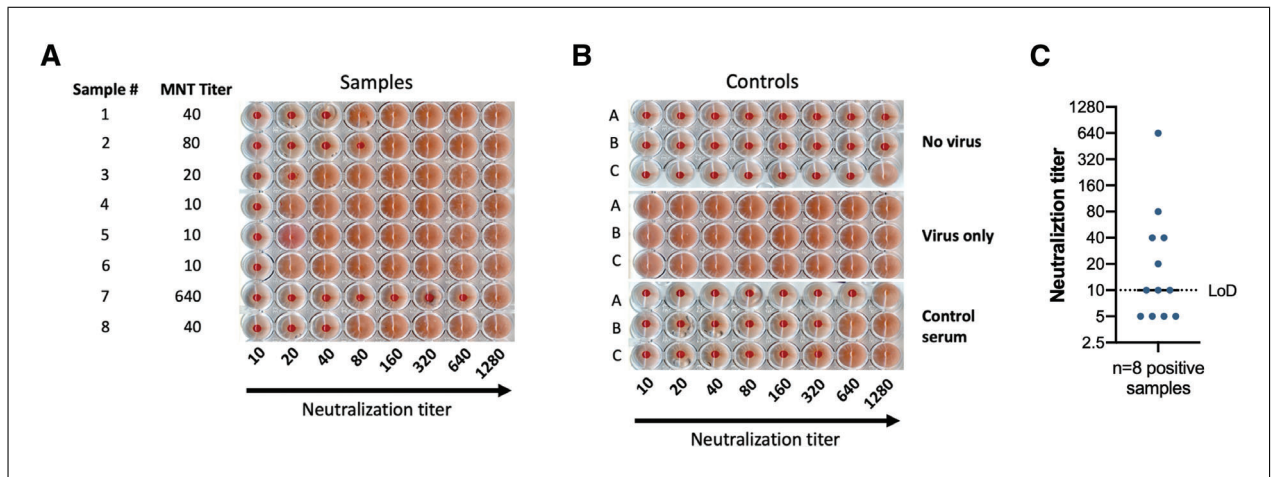 A
Sample # MNT Titer Samples
1 40
2 80
3 20
4 10
5 10
6 10
7 640
8 40
10 20 40 80 160 320 640 1280
Neutralization titer
B
Controls
A
B No virus
C
A
B Virus only
C
A
B Control serum
C
10 20 40 80 160 320 640 1280
Neutralization titer
C
Neutraliztion titer
1280
640
320
160
80
40
20
10 LoD
5
2.5
n=8 positive
samples